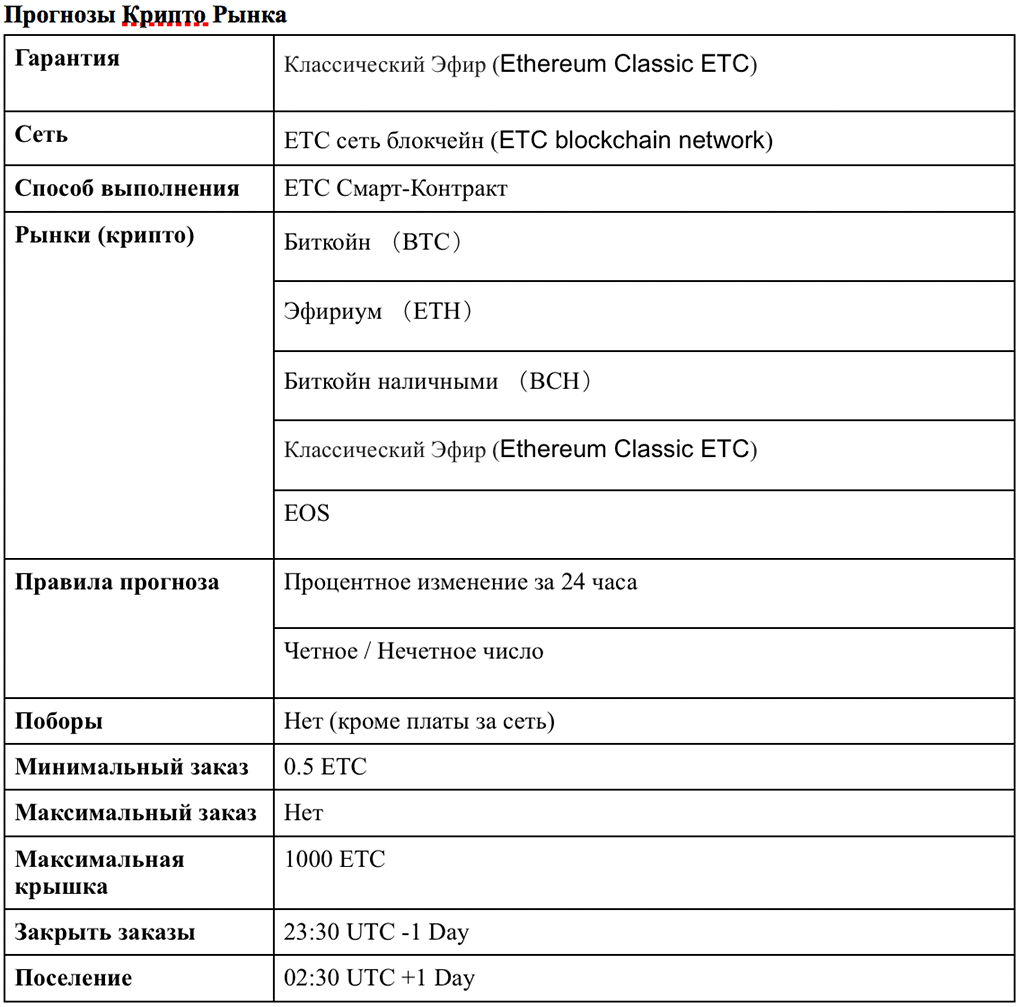 Прогнозы Крипто Рынка
Гарантия
Классический Эфир (Ethereum Classic ETC)
Сеть
ETC сеть блокчейн (ETC blockchain network)
Способ выполнения
ETC Смарт-Контракт
Рынки (крипто)
Биткойн （BTC）
Эфириум （ETH）
Биткойн наличными （BCH）
Классический Эфир (Ethereum Classic ETC)
EOS
Правила прогноза
Процентное изменение за 24 часа
Четное / Нечетное число
Поборы
Нет (кроме платы за сеть)
Минимальный заказ
0.5 ETC
Максимальный заказ
Нет
Максимальная
крышка
1000 ETC
Закрыть заказы
23:30 UTC -1 Day
Поселение
02:30 UTC +1 Day